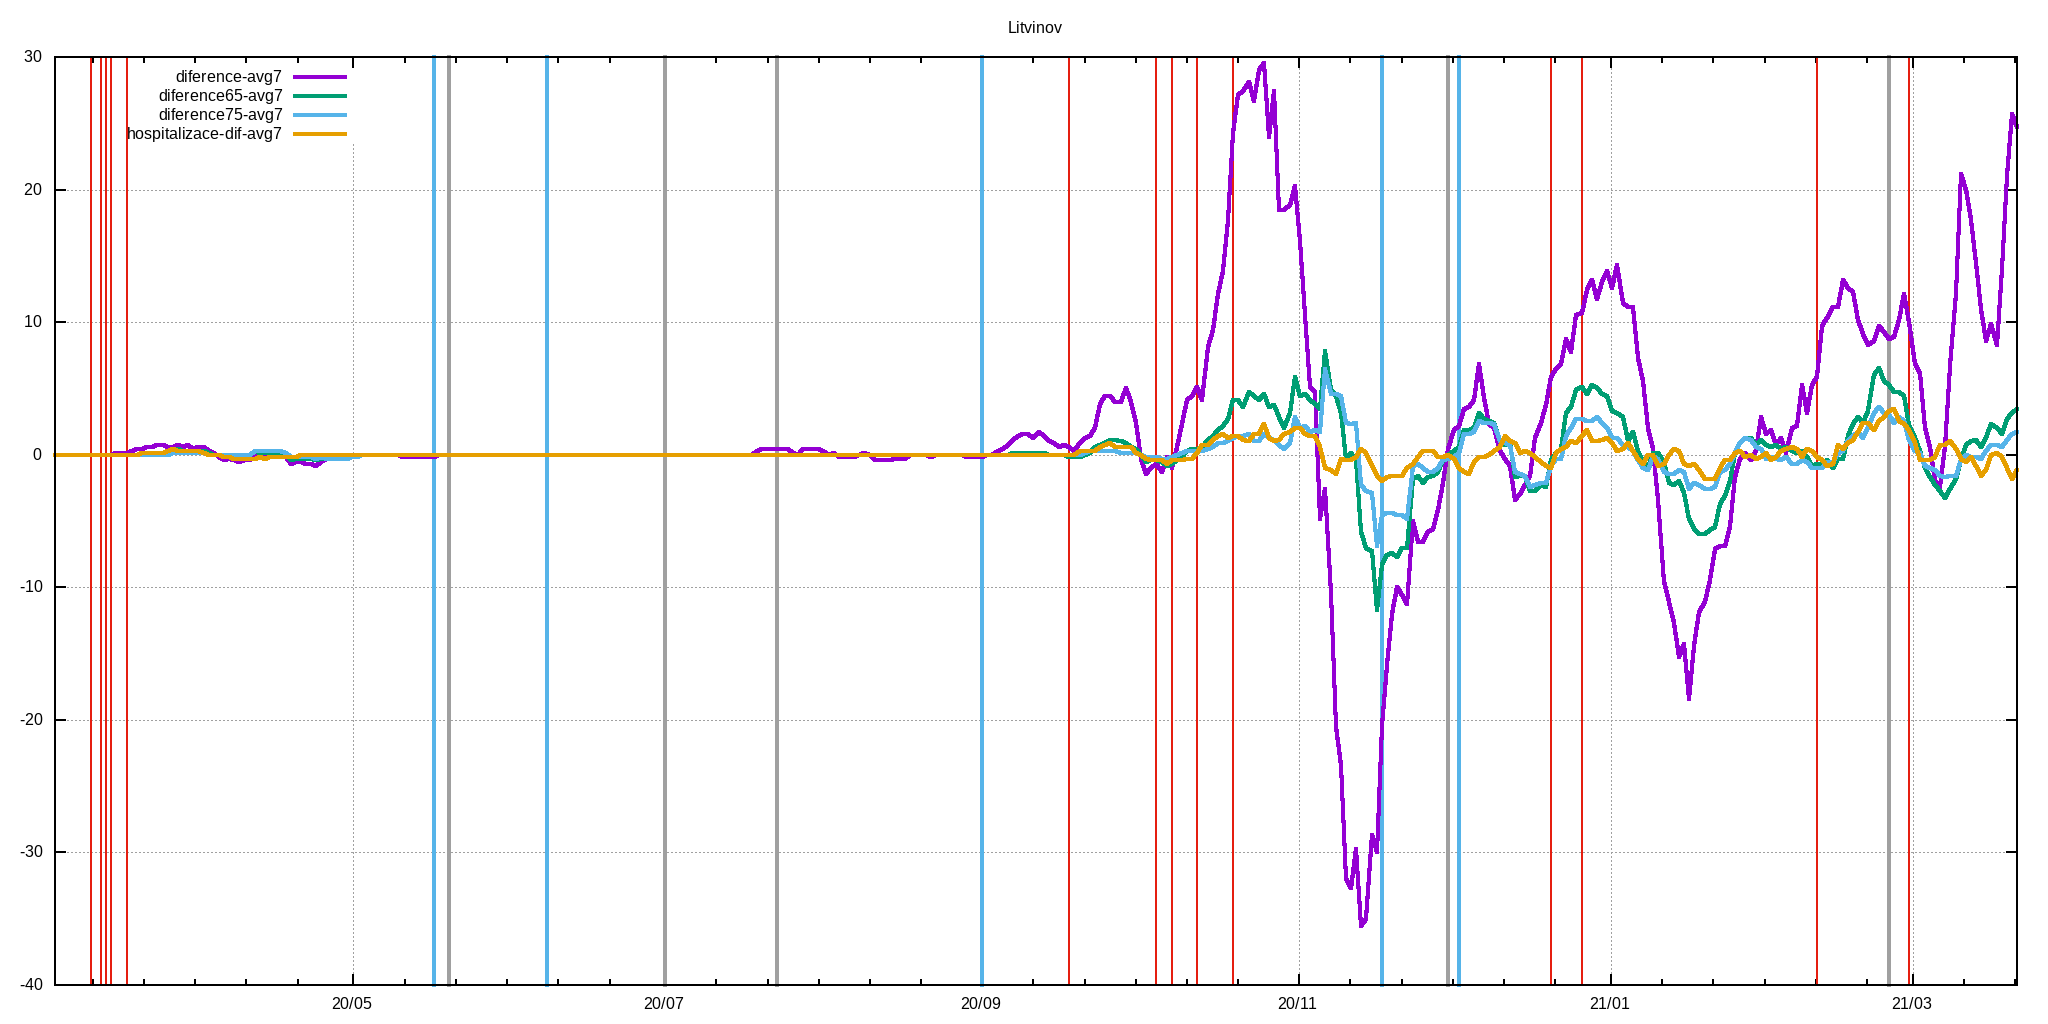 Litvinov
30
20
10
0
-10
-20
-30
-40
diference-avg7
diference65-avg7
diference75-avg7
hospitalizace-dif-avg7
20/05 20/07 20/09 20/11 21/01 21/03